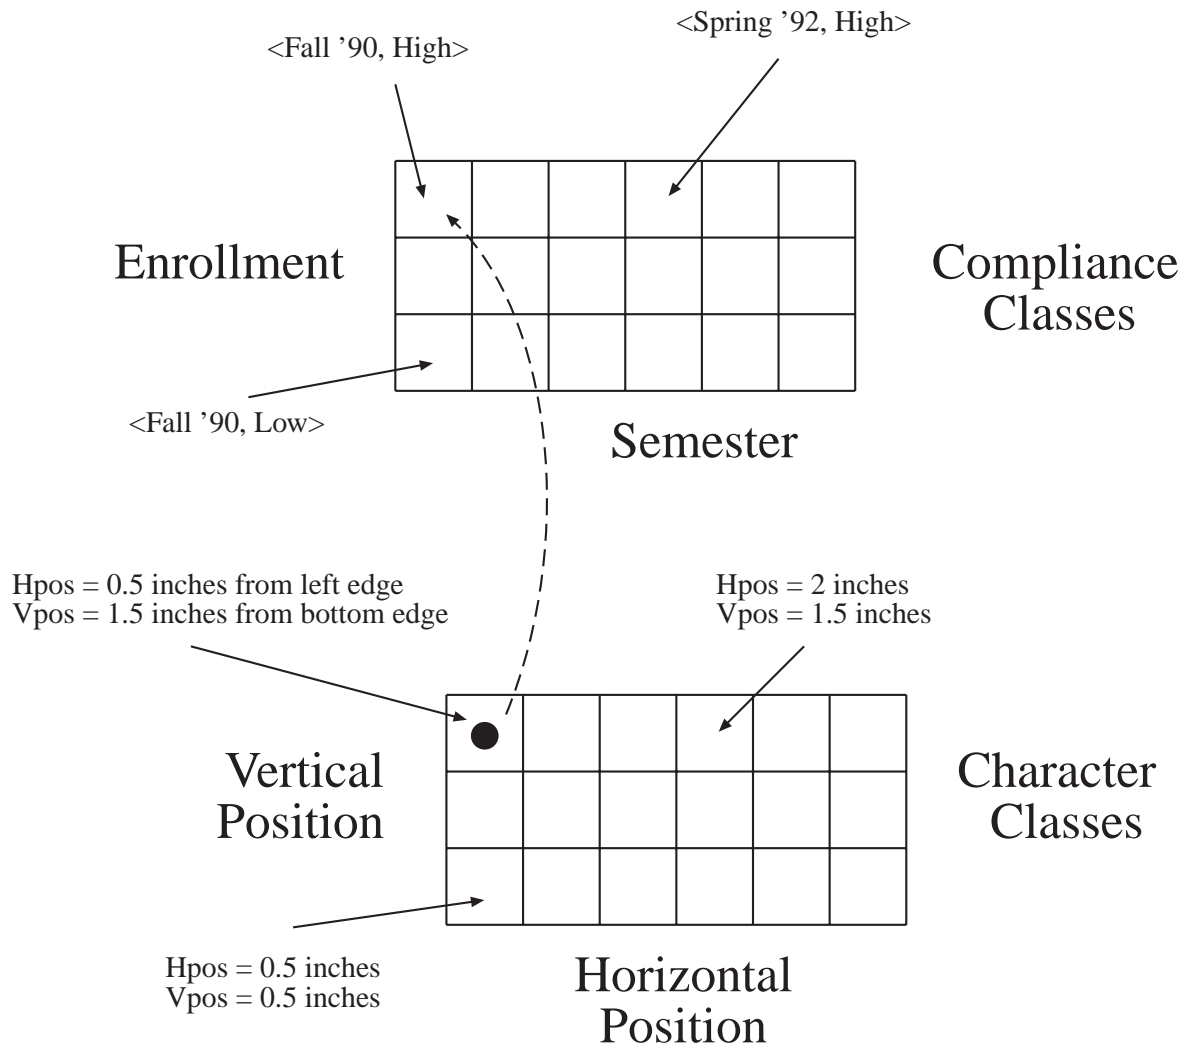 <Spring ’92, High>
<Fall ’90, High>
Enrollment
Compliance
Classes
<Fall ’90, Low>
Semester
Hpos = 0.5 inches from left edge
Vpos = 1.5 inches from bottom edge
Hpos = 2 inches
Vpos = 1.5 inches
Vertical
Position
Character
Classes
Hpos = 0.5 inches
Vpos = 0.5 inches
Horizontal
Position